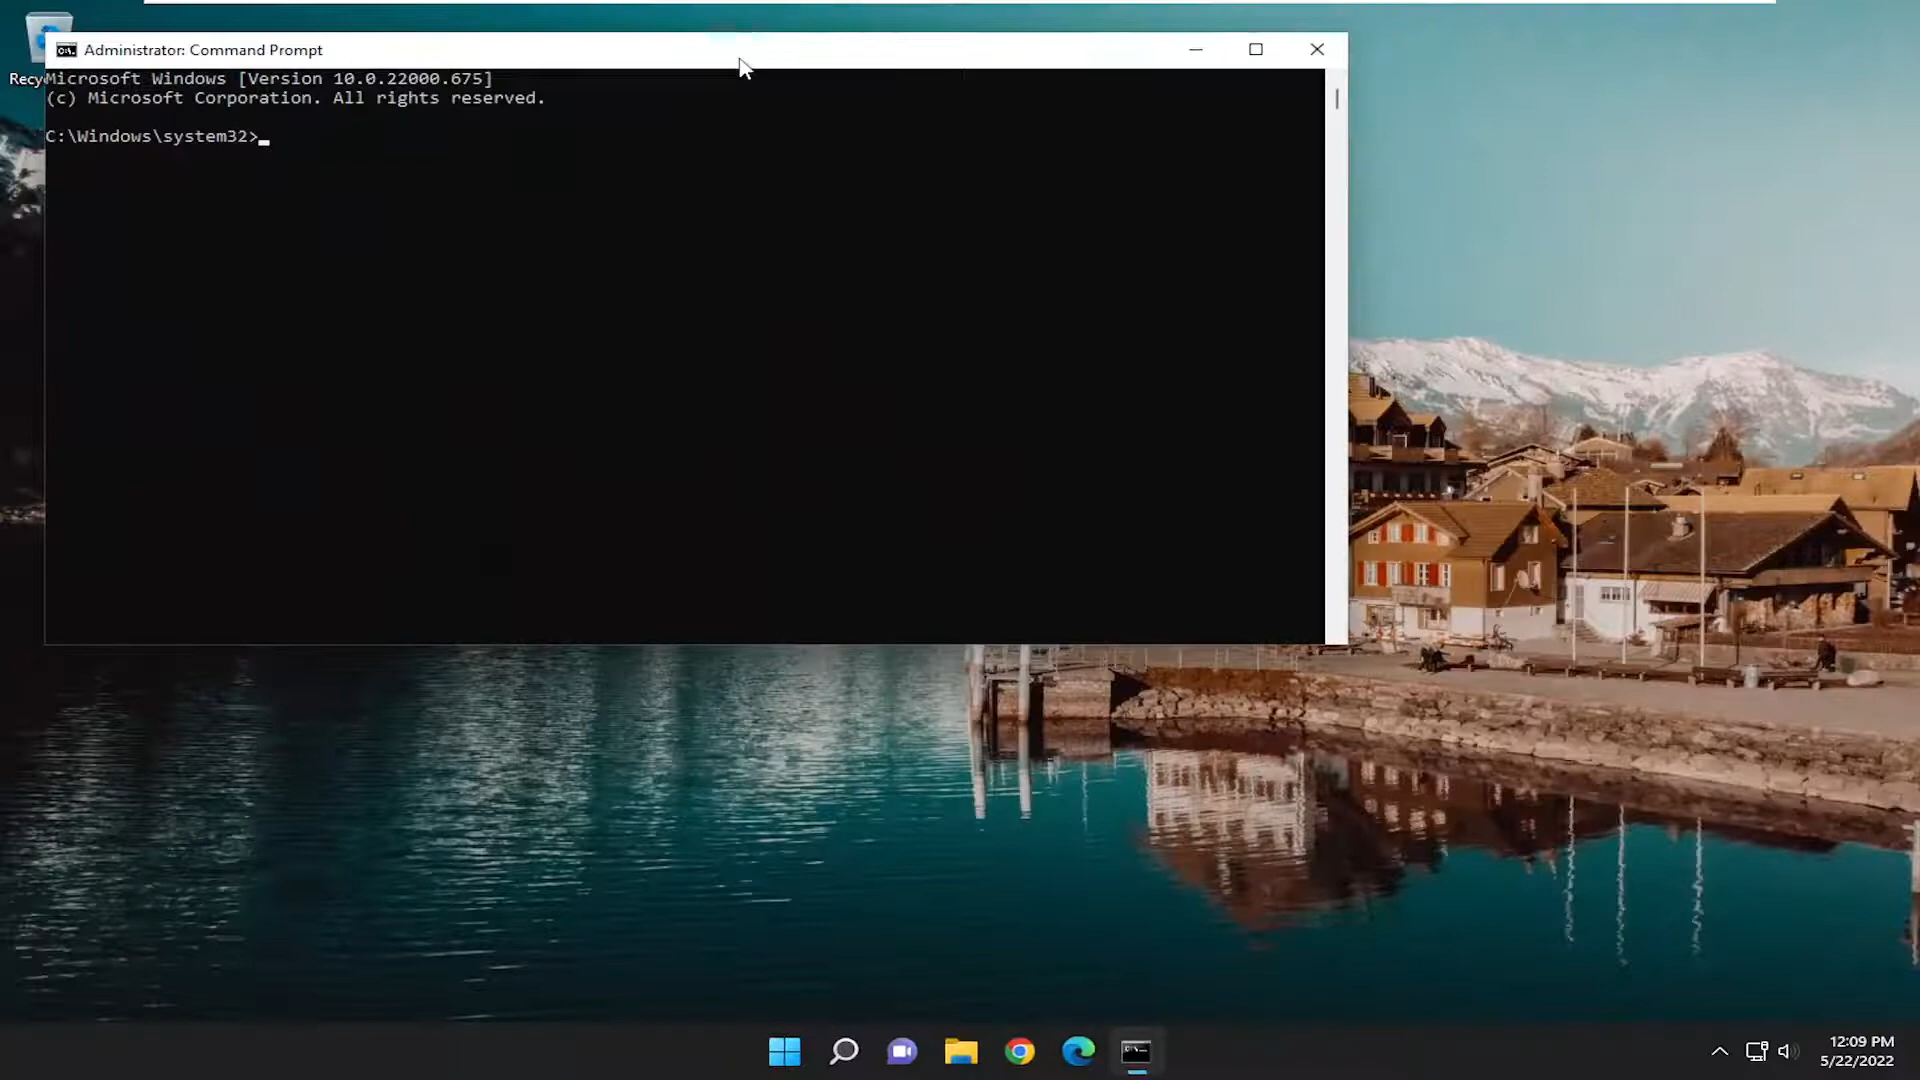 Administrator: Command Prompt
Recy
Microsoft Windows [Version 10.0.22000.675]
(c) Microsoft Corporation. All rights reserved.
C:\Windows\system32>
12:09 PM
5/22/2022